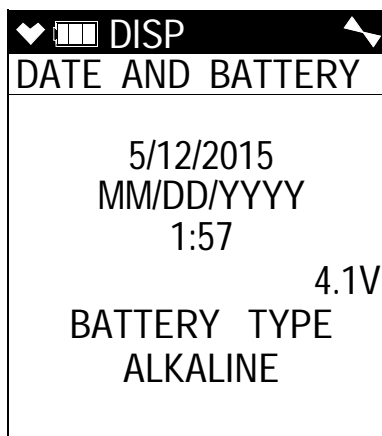 DISP
DATE AND BATTERY
5/12/2015
MM/DD/YYYY
1:57
4.1V
BATTERY TYPE
ALKALINE